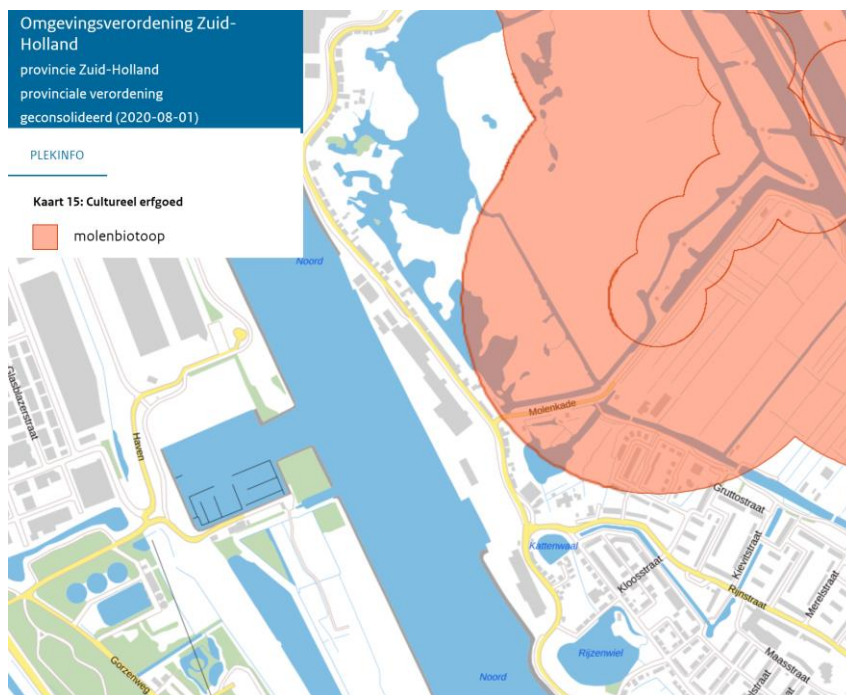 Omgevingsverordening Zuid-
Holland
provincie Zuid-Holland
provinciale verordening
geconsolideerd (2020-08-01)
PLEKINFO
Kaart 15: Cultureel erfgoed
molenbiotoop
Noord
Glasblazerstraat
Haven
Molenkade
Gruttostraat
Kattenwaal
Kloosstraat
Kievitstraat
Rijnstraat
Merelstraat
Rijzenwiel
Maasstraat
Gorzenweg
Noord